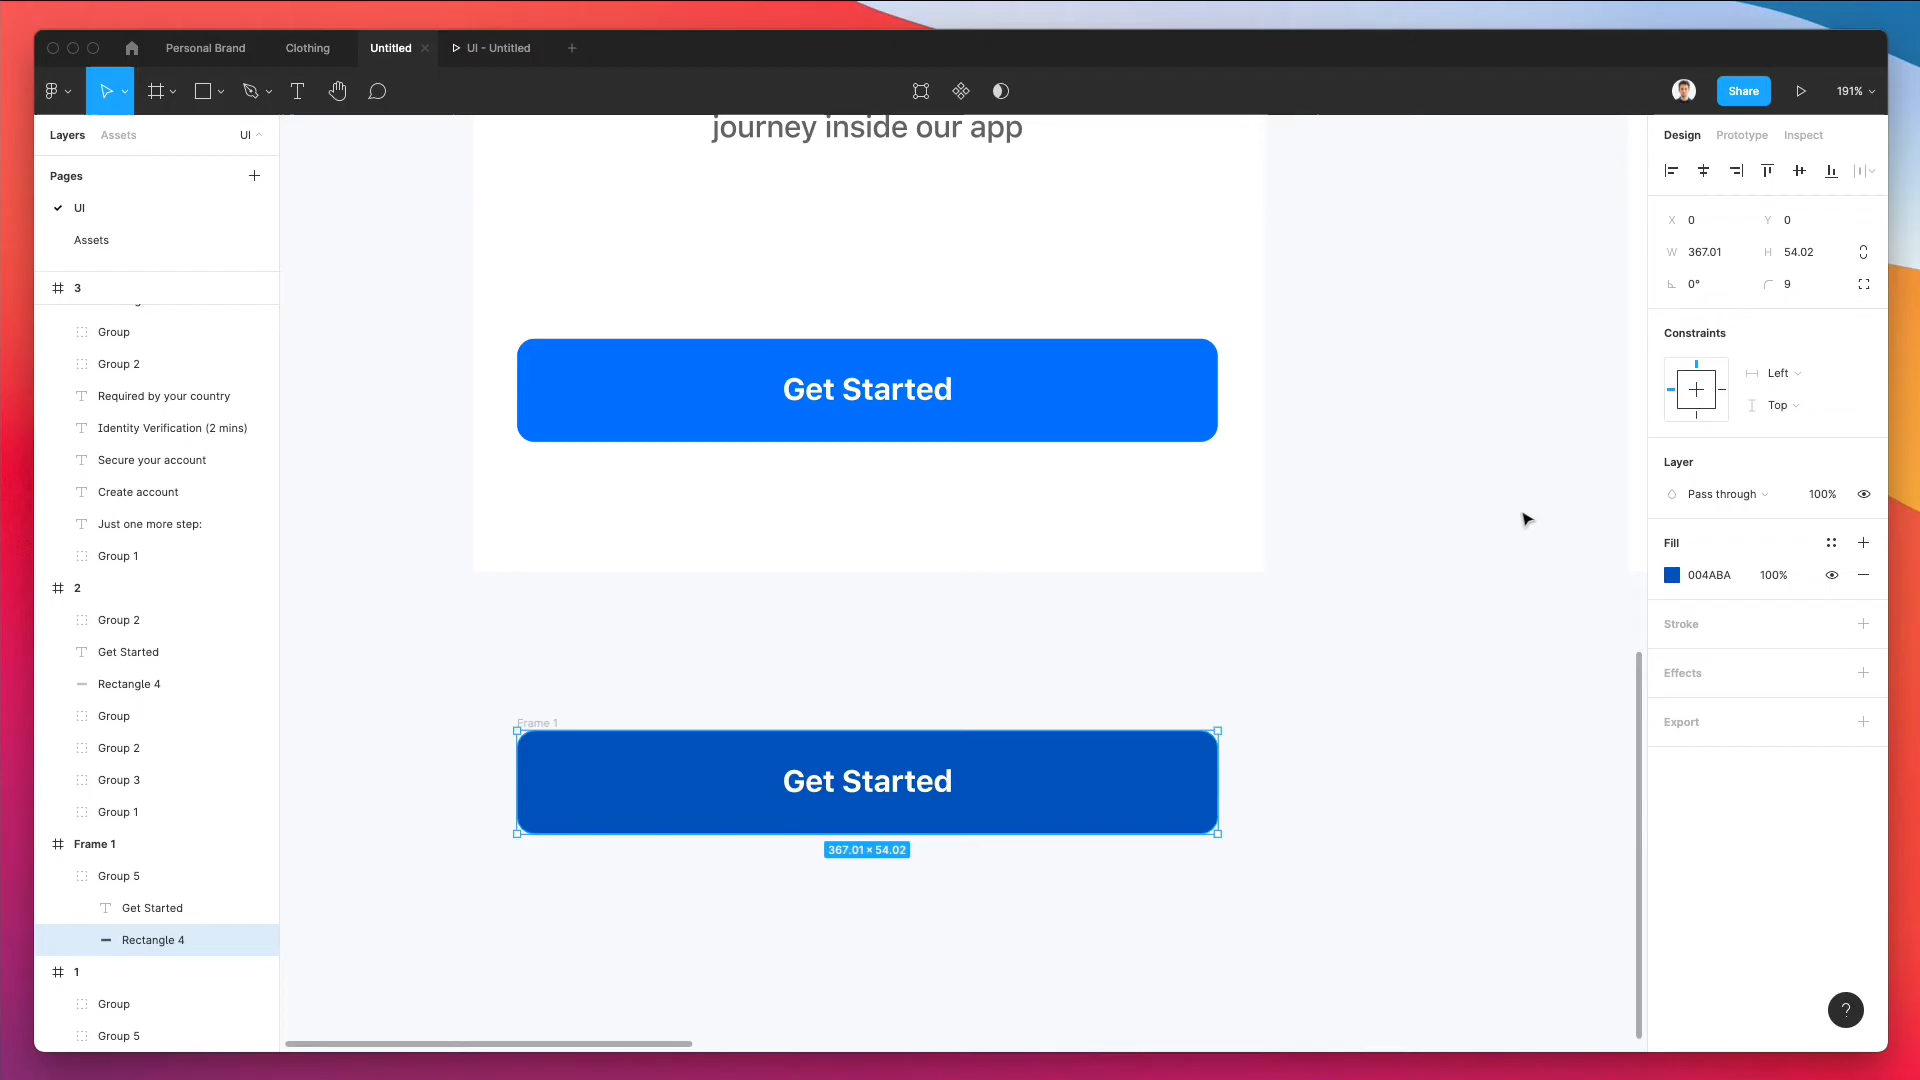 Personal Brand
Clothing
Untitled
UI - Untitled
Share
191%
Layers
Assets
UI
Pages
UI
Assets
3
Group
Group 2
Required by your country
Identity Verification (2 mins)
Secure your account
Create account
Just one more step:
Group 1
2
Group 2
Get Started
Rectangle 4
Group
Group 2
Group 3
Group 1
Frame 1
Group 5
Get Started
Rectangle 4
1
Group
Group 5
journey inside our app
Get Started
Frame 1
Get Started
367.01 × 54.02
Design
Prototype
Inspect
X 0
Y 0
W 367.01
H 54.02
0°
9
Constraints
Left
Top
Layer
Pass through
100%
Fill
004ABA
100%
Stroke
Effects
Export
?